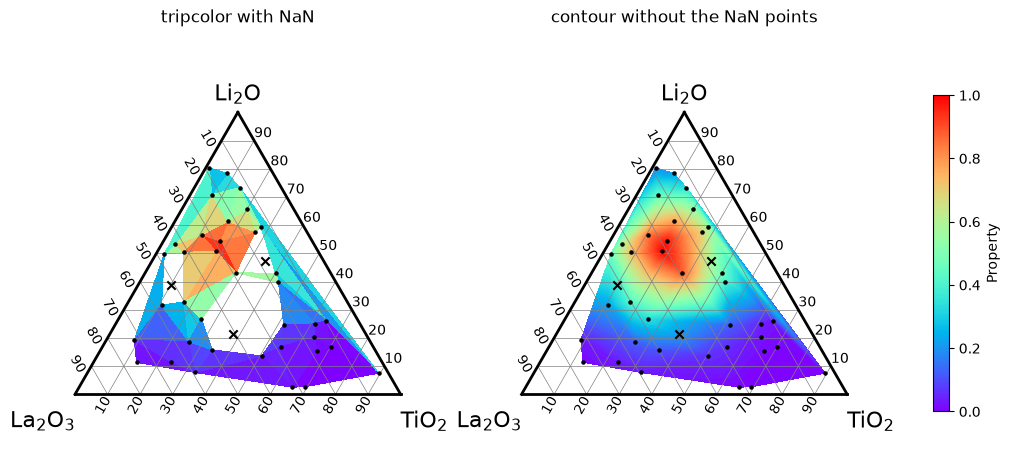 tripcolor with NaN
contour without the NaN points
Li₂O
Li₂O
10 20 30 40 50 60 70 80 90
90 80 70 60 50 40 30 20 10
10 20 30 40 50 60 70 80 90
La₂O₃
TiO₂
10 20 30 40 50 60 70 80 90
90 80 70 60 50 40 30 20 10
10 20 30 40 50 60 70 80 90
La₂O₃
TiO₂
1.0
0.8
0.6
0.4
0.2
0.0
Property